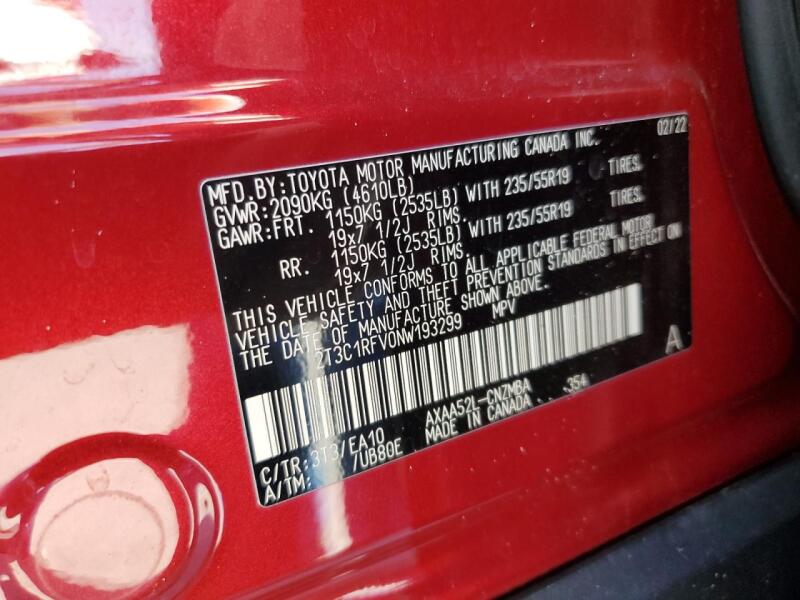 02/22
MFD. BY: TOYOTA MOTOR MANUFACTURING CANADA INC.
GVWR: 2090KG (4610LB)
GAWR: FRT. 1150KG (2535LB) WITH 235/55R19 TIRES.
19x7 1/2J RIMS.
RR. 1150KG (2535LB) WITH 235/55R19 TIRES.
19x7 1/2J RIMS.
THIS VEHICLE CONFORMS TO ALL APPLICABLE FEDERAL MOTOR
VEHICLE SAFETY AND THEFT PREVENTION STANDARDS IN EFFECT ON
THE DATE OF MANUFACTURE SHOWN ABOVE.
2T3C1RFV0NW193299 MPV
A
C/TR: 3T3/EA10 AXAA52L-CNZMBA 354
A/TM: /UB80E MADE IN CANADA